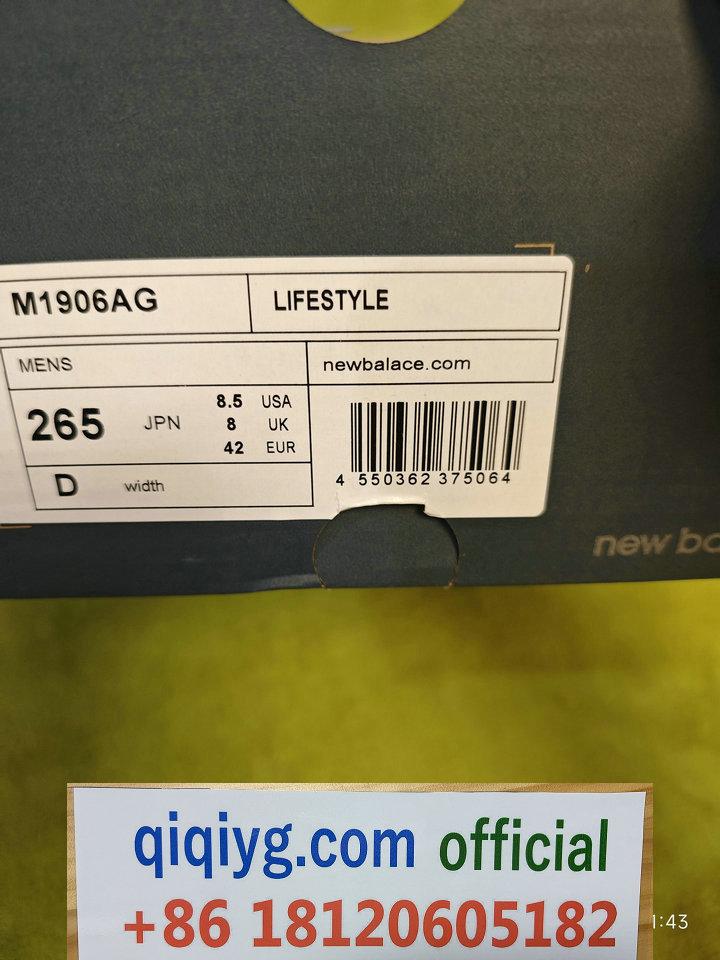 M1906AG
LIFESTYLE
MENS
newbalace.com
265 JPN
8.5 USA
8 UK
42 EUR
D width
4 550362 375064
new ba
qiqiyg.com official
+86 18120605182
1:43